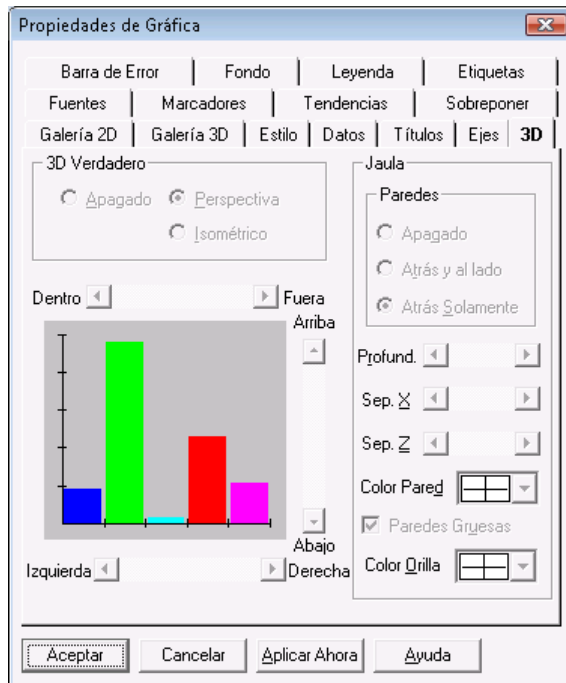 Propiedades de Gráfica
Barra de Error Fondo Leyenda Etiquetas
Fuentes Marcadores Tendencias Sobreponer
Galería 2D Galería 3D Estilo Datos Títulos Ejes 3D
3D Verdadero
Apagado Perspectiva
Isométrico
Dentro Fuera
Arriba
Abajo
Izquierda Derecha
Jaula
Paredes
Apagado
Atrás y al lado
Atrás Solamente
Profund.
Sep. X
Sep. Z
Color Pared
Paredes Gruesas
Color Orilla
Aceptar Cancelar Aplicar Ahora Ayuda